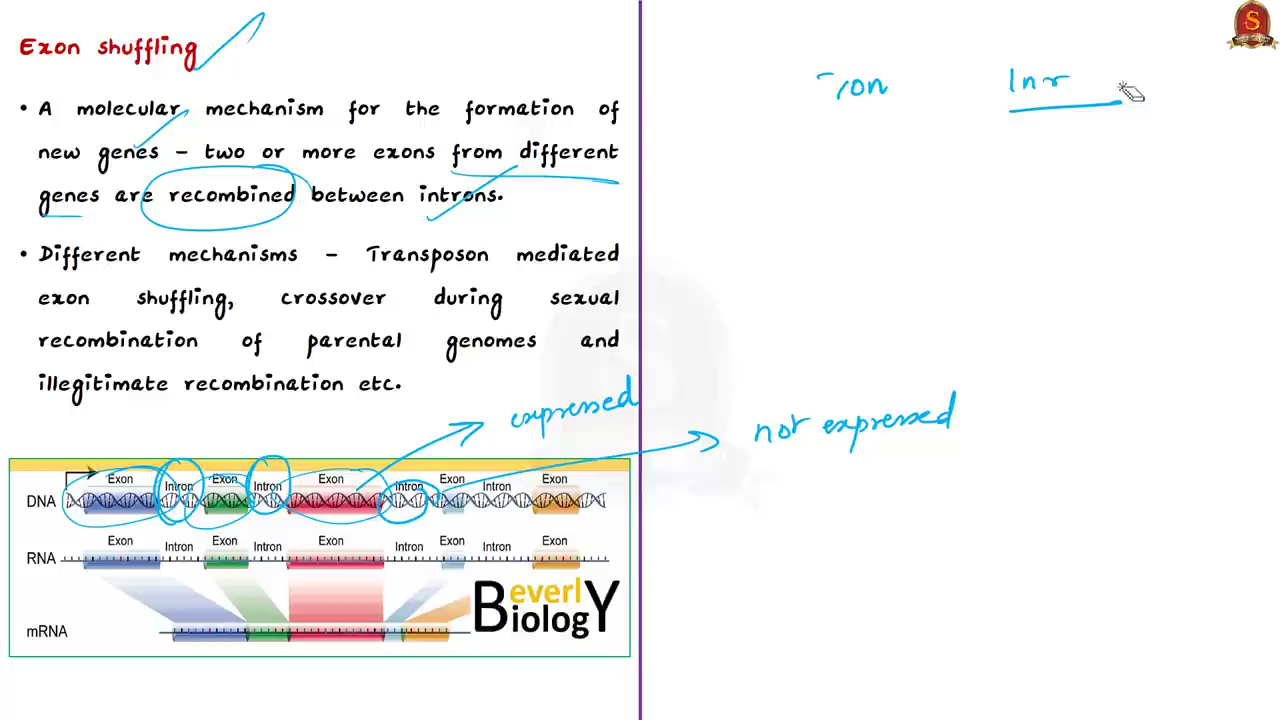 Exon shuffling
• A molecular mechanism for the formation of
new genes – two or more exons from different
genes are recombined between introns.
• Different mechanisms – Transposon mediated
exon shuffling, crossover during sexual
recombination of parental genomes and
illegitimate recombination etc.
expressed
not expressed
Exon Intron Exon Intron Exon Intron Exon Intron Exon
DNA
Exon Intron Exon Intron Exon Intron Exon Intron Exon
RNA
mRNA
Beverly
BiologY
S